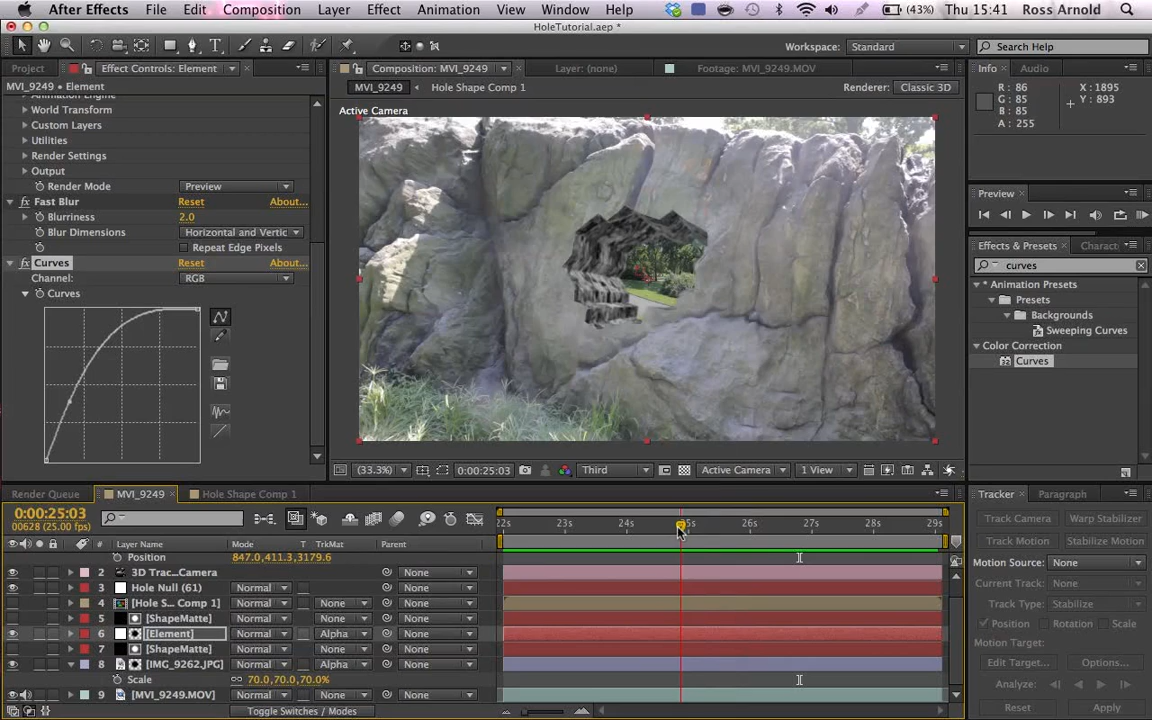 After Effects File Edit Composition Layer Effect Animation View Window Help (43%) Thu 15:41 Ross Arnold
HoleTutorial.aep *
Workspace: Standard Search Help
Project Effect Controls: Element Composition: MVI_9249 Layer: (none) Footage: MVI_9249.MOV Info Audio
MVI_9249 • Element MVI_9249 Hole Shape Comp 1 Renderer: Classic 3D
R: 86 X: 1895
G: 85 Y: 893
B: 85
A: 255
Active Camera
World Transform
Custom Layers
Utilities
Render Settings
Output
Render Mode Preview
Fast Blur Reset About...
Blurriness 2.0
Blur Dimensions Horizontal and Vertic
Repeat Edge Pixels
Curves Reset About...
Channel: RGB
Curves
Preview
Effects & Presets Charact
curves
* Animation Presets
Presets
Backgrounds
Sweeping Curves
Color Correction
Curves
(33.3%) 0:00:25:03 Third Active Camera 1 View
Render Queue MVI_9249 Hole Shape Comp 1
0:00:25:03
00628 (25.00 fps)
22s 23s 24s 25s 26s 27s 28s 29s
Layer Name Mode T TrkMat Parent
Position 847.0,411.3,3179.6
2 3D Trac...Camera None
3 Hole Null (61) Normal None
4 [Hole S... Comp 1] Normal None None
5 [ShapeMatte] Normal None None
6 [Element] Normal Alpha None
7 [ShapeMatte] Normal None None
8 [IMG_9262.JPG] Normal Alpha None
Scale 70.0,70.0,70.0%
9 [MVI_9249.MOV] Normal None None
Toggle Switches / Modes
Tracker Paragraph
Track Camera Warp Stabilizer
Track Motion Stabilize Motion
Motion Source: None
Current Track: None
Track Type: Stabilize
Position Rotation Scale
Motion Target:
Edit Target... Options...
Analyze:
Reset Apply